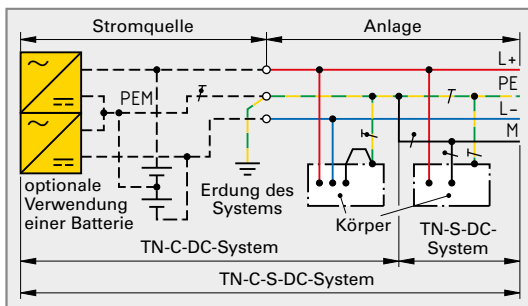 Stromquelle
Anlage
L+
PE
L–
M
PEM
optionale
Verwendung
einer Batterie
Erdung des
Systems
Körper
TN-S-DC-
System
TN-C-DC-System
TN-C-S-DC-System